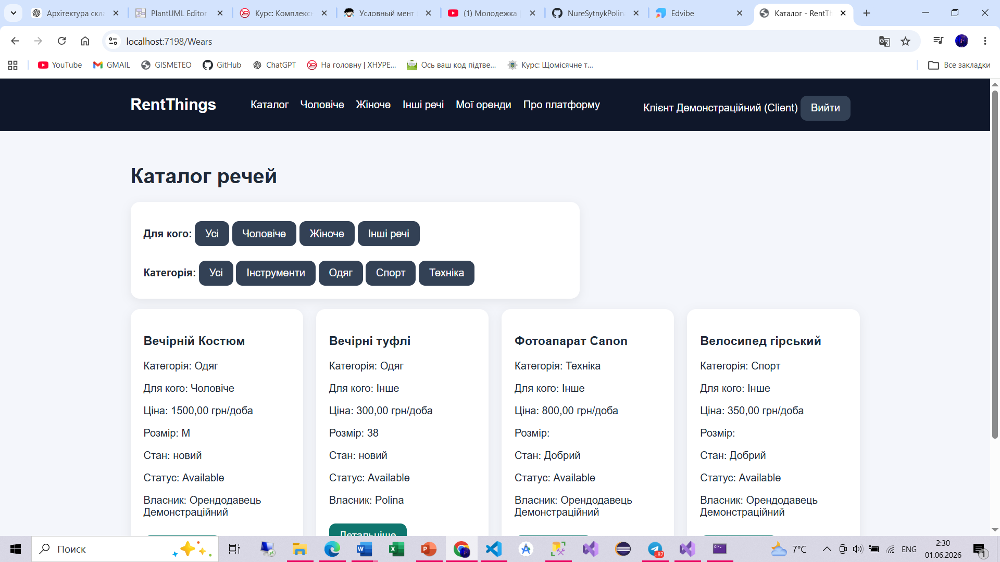 Архітектура скла
PlantUML Editor
Курс: Комплексн
Условный мент
(1) Молодежка |
NureSytnykPolin
Edvibe
Каталог - RentTh
localhost:7198/Wears
YouTube
GMAIL
GISMETEO
GitHub
ChatGPT
На головну | ХНУРЕ...
Ось ваш код підтве...
Курс: Щомісячне т...
Все закладки
RentThings
Каталог
Чоловіче
Жіноче
Інші речі
Мої оренди
Про платформу
Клієнт Демонстраційний (Client)
Вийти
Каталог речей
Для кого: Усі Чоловіче Жіноче Інші речі
Категорія: Усі Інструменти Одяг Спорт Техніка
Вечірній Костюм
Категорія: Одяг
Для кого: Чоловіче
Ціна: 1500,00 грн/доба
Розмір: M
Стан: новий
Статус: Available
Власник: Орендодавець
Демонстраційний
Вечірні туфлі
Категорія: Одяг
Для кого: Інше
Ціна: 300,00 грн/доба
Розмір: 38
Стан: новий
Статус: Available
Власник: Polina
Детальніше
Фотоапарат Canon
Категорія: Техніка
Для кого: Інше
Ціна: 800,00 грн/доба
Розмір:
Стан: Добрий
Статус: Available
Власник: Орендодавець
Демонстраційний
Велосипед гірський
Категорія: Спорт
Для кого: Інше
Ціна: 350,00 грн/доба
Розмір:
Стан: Добрий
Статус: Available
Власник: Орендодавець
Демонстраційний
Поиск
87
7°C
ENG
2:30
01.06.2026
1